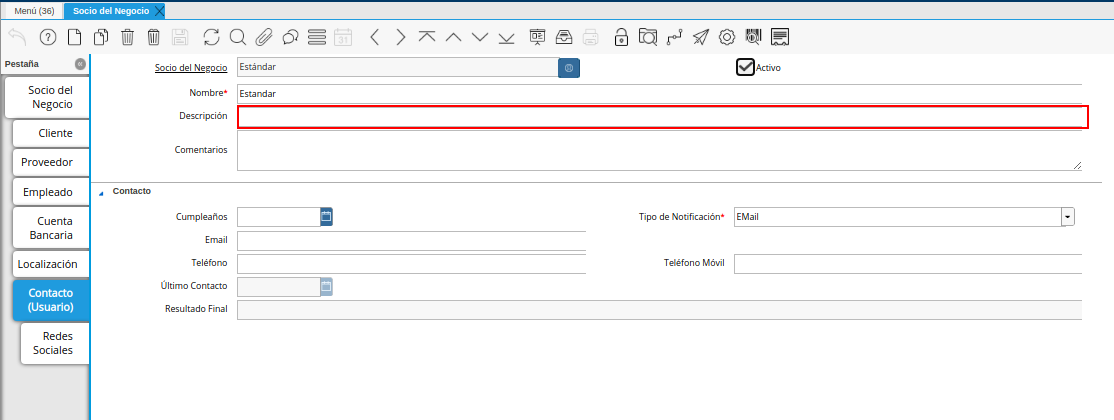 Menú (36)
Socio del Negocio
31
Pestaña
Socio del Negocio
Estándar
Activo
Socio del
Negocio
Nombre*
Estandar
Descripción
Cliente
Comentarios
Proveedor
Empleado
Contacto
Cuenta
Bancaria
Cumpleaños
Tipo de Notificación*
EMail
Email
Localización
Teléfono
Teléfono Móvil
Contacto
(Usuario)
Último Contacto
Resultado Final
Redes
Sociales